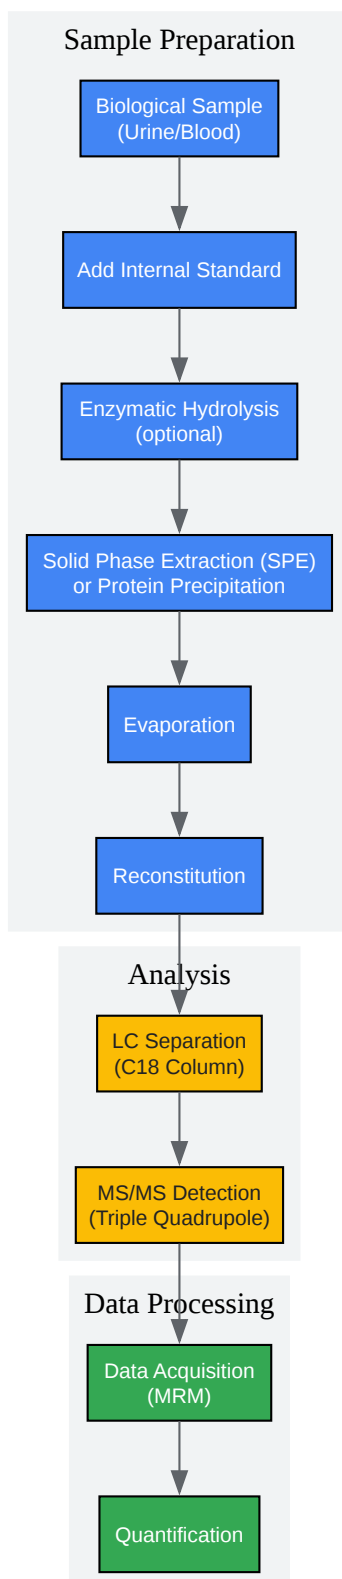 Sample Preparation
Biological Sample
(Urine/Blood)
Add Internal Standard
Enzymatic Hydrolysis
(optional)
Solid Phase Extraction (SPE)
or Protein Precipitation
Evaporation
Reconstitution
Analysis
LC Separation
(C18 Column)
MS/MS Detection
(Triple Quadrupole)
Data Processing
Data Acquisition
(MRM)
Quantification